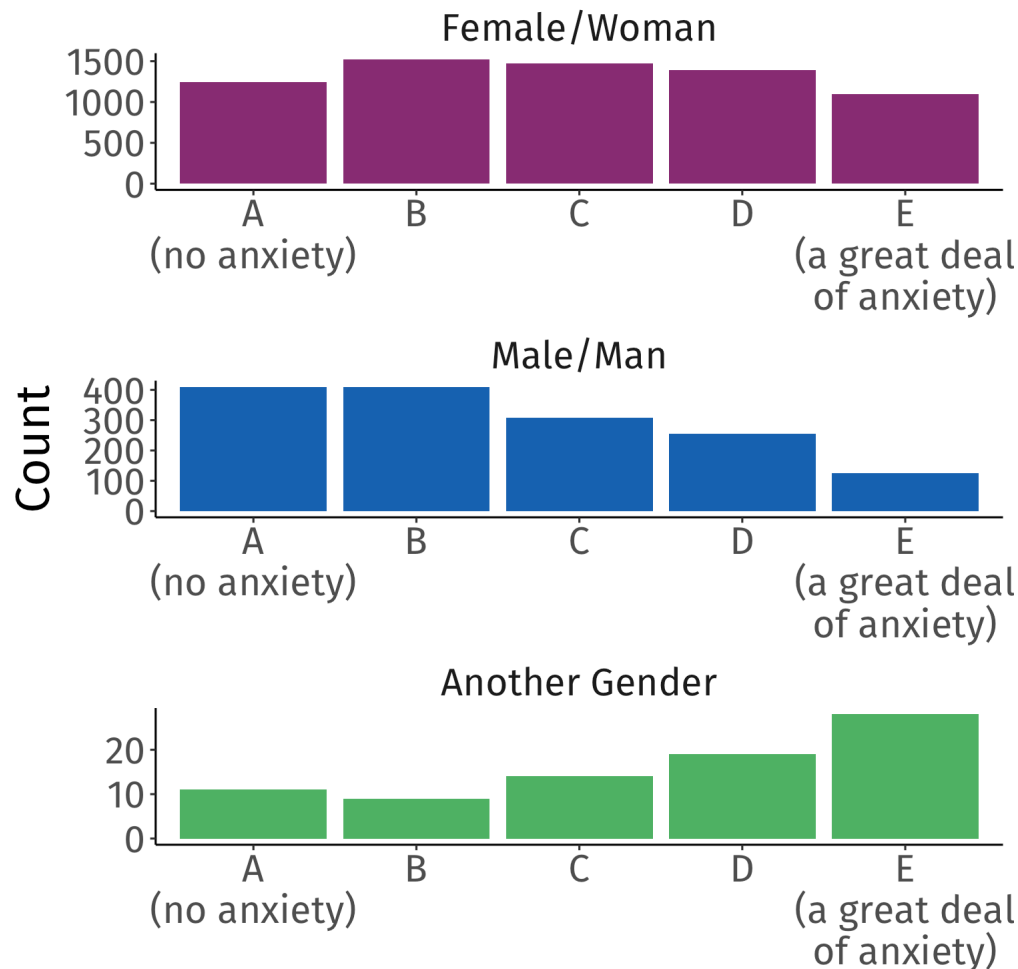 Female/Woman
1500
1000
500
0
A B C D E
(no anxiety) (a great deal
of anxiety)
Male/Man
Count
400
300
200
100
0
A B C D E
(no anxiety) (a great deal
of anxiety)
Another Gender
20
10
0
A B C D E
(no anxiety) (a great deal
of anxiety)